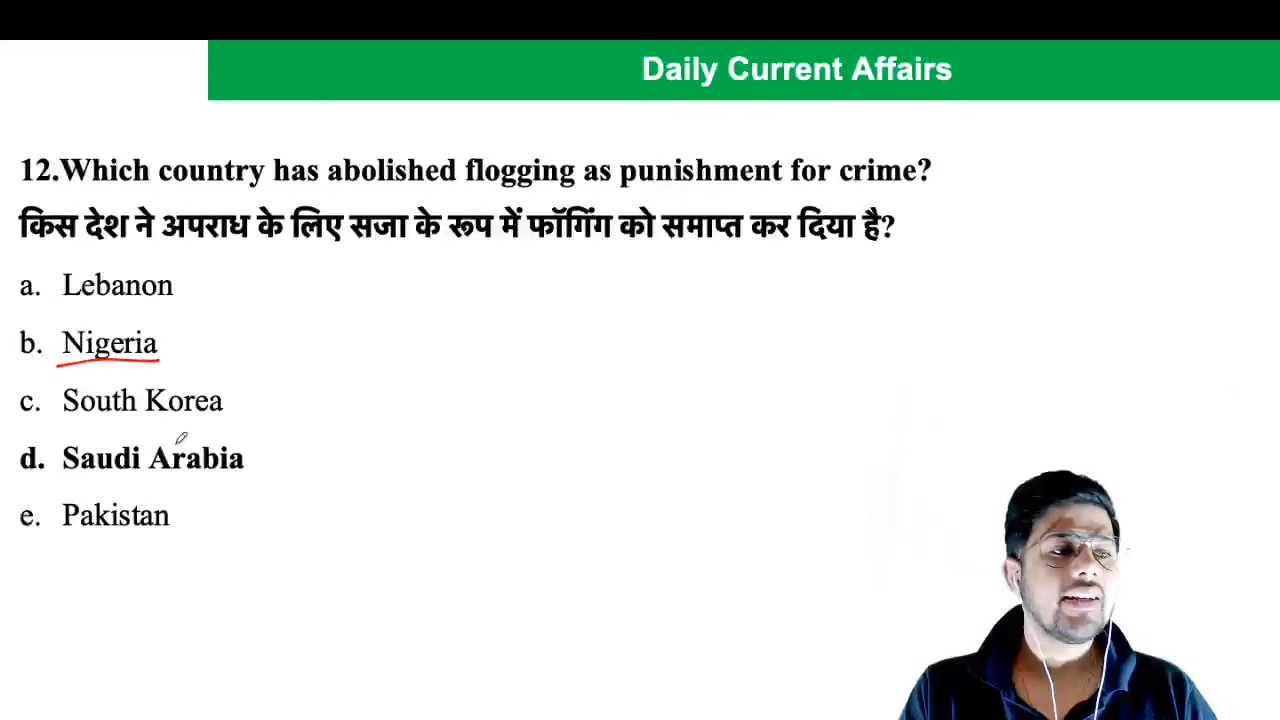 Daily Current Affairs
12.Which country has abolished flogging as punishment for crime?
किस देश ने अपराध के लिए सजा के रूप में फॉगिंग को समाप्त कर दिया है?
a. Lebanon
b. Nigeria
c. South Korea
d. Saudi Arabia
e. Pakistan